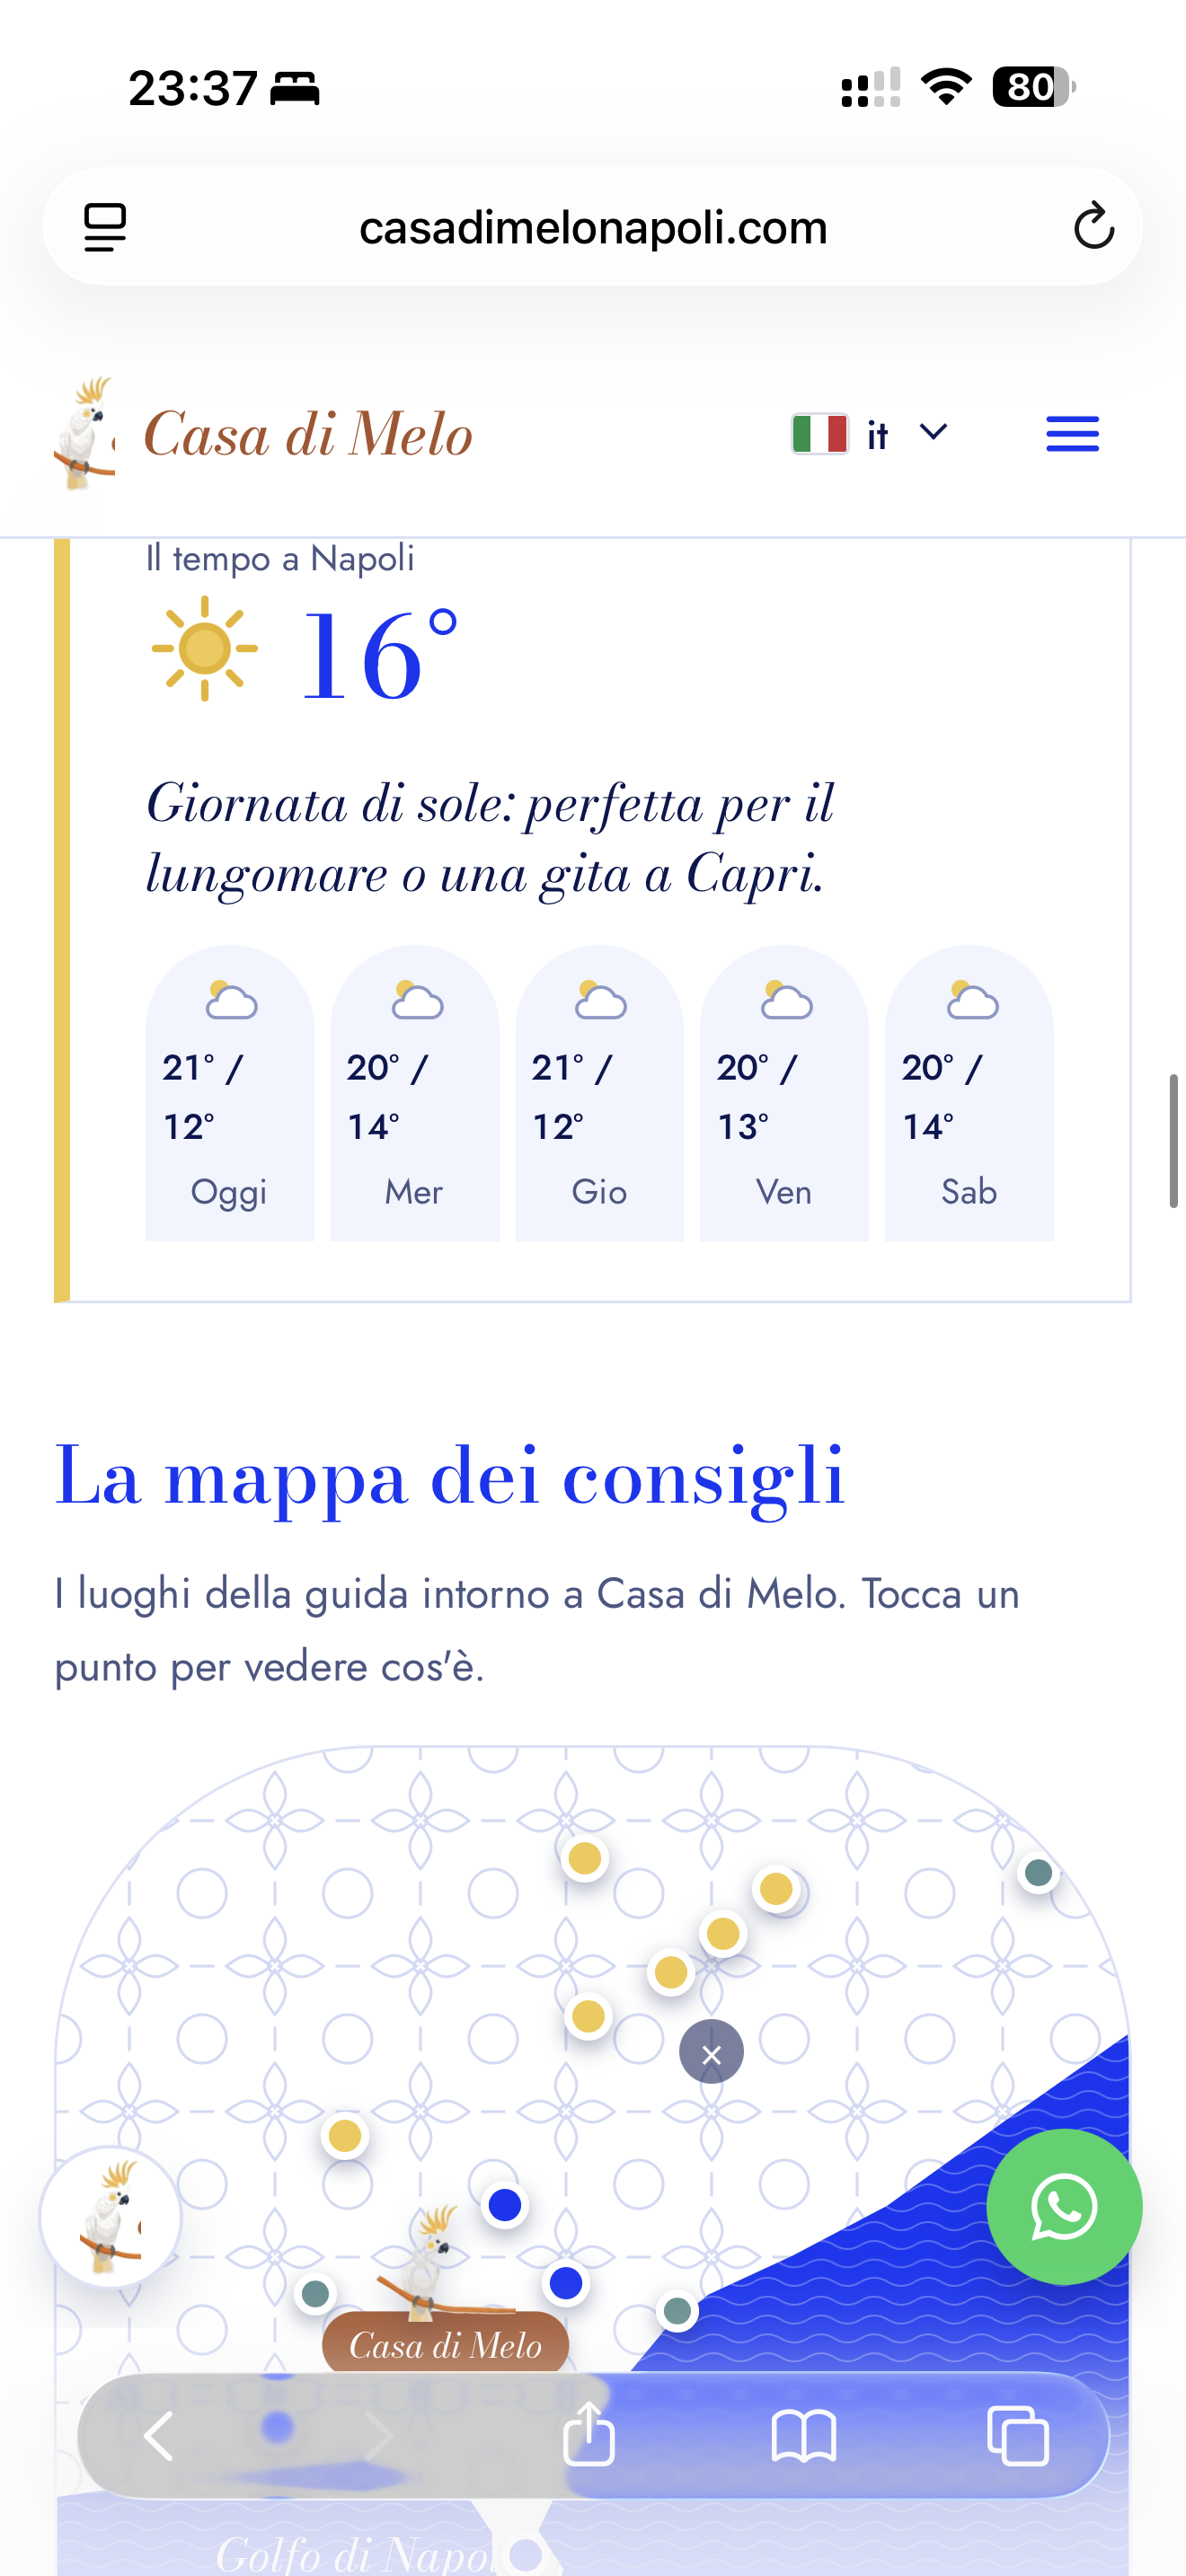 23:37
80
casadimelonapoli.com
Casa di Melo
it
Il tempo a Napoli
16°
Giornata di sole: perfetta per il
lungomare o una gita a Capri.
21° / 20° / 21° / 20° / 20° /
12° 14° 12° 13° 14°
Oggi Mer Gio Ven Sab
La mappa dei consigli
I luoghi della guida intorno a Casa di Melo. Tocca un
punto per vedere cos'è.
Casa di Melo
Golfo di